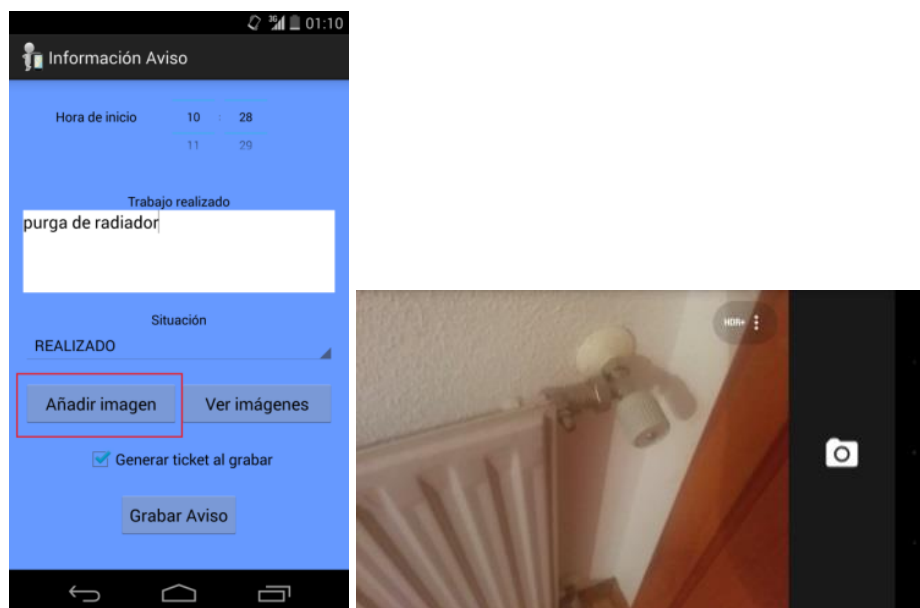 3G 01:10
Información Aviso
Hora de inicio 10 : 28
11 29
Trabajo realizado
purga de radiador
Situación
REALIZADO
Añadir imagen Ver imágenes
Generar ticket al grabar
Grabar Aviso
HDR+